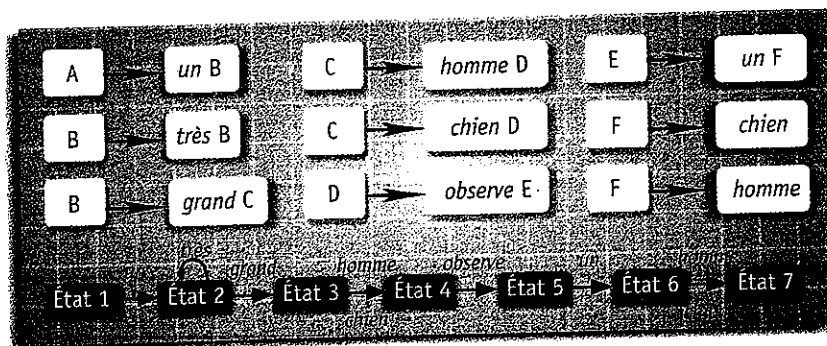 A un B C homme D E un F
B très B C chien D F chien
B grand C D observe E F homme
très
grand homme observe un homme
État 1 État 2 État 3 État 4 État 5 État 6 État 7
chien